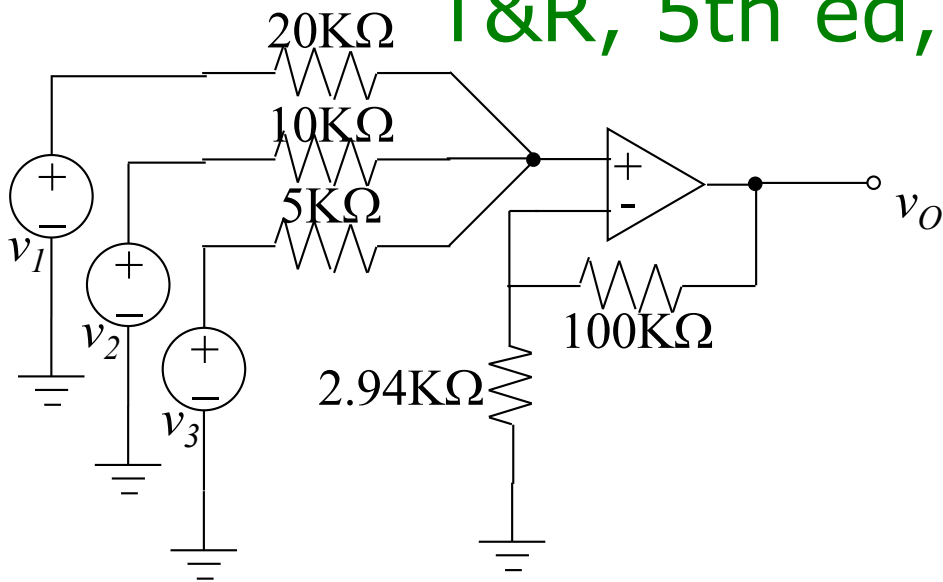 T&R, 5th ed,
20KΩ
10KΩ
5KΩ
+
-
vO
+
v1
+
v2
+
v3
100KΩ
2.94KΩ